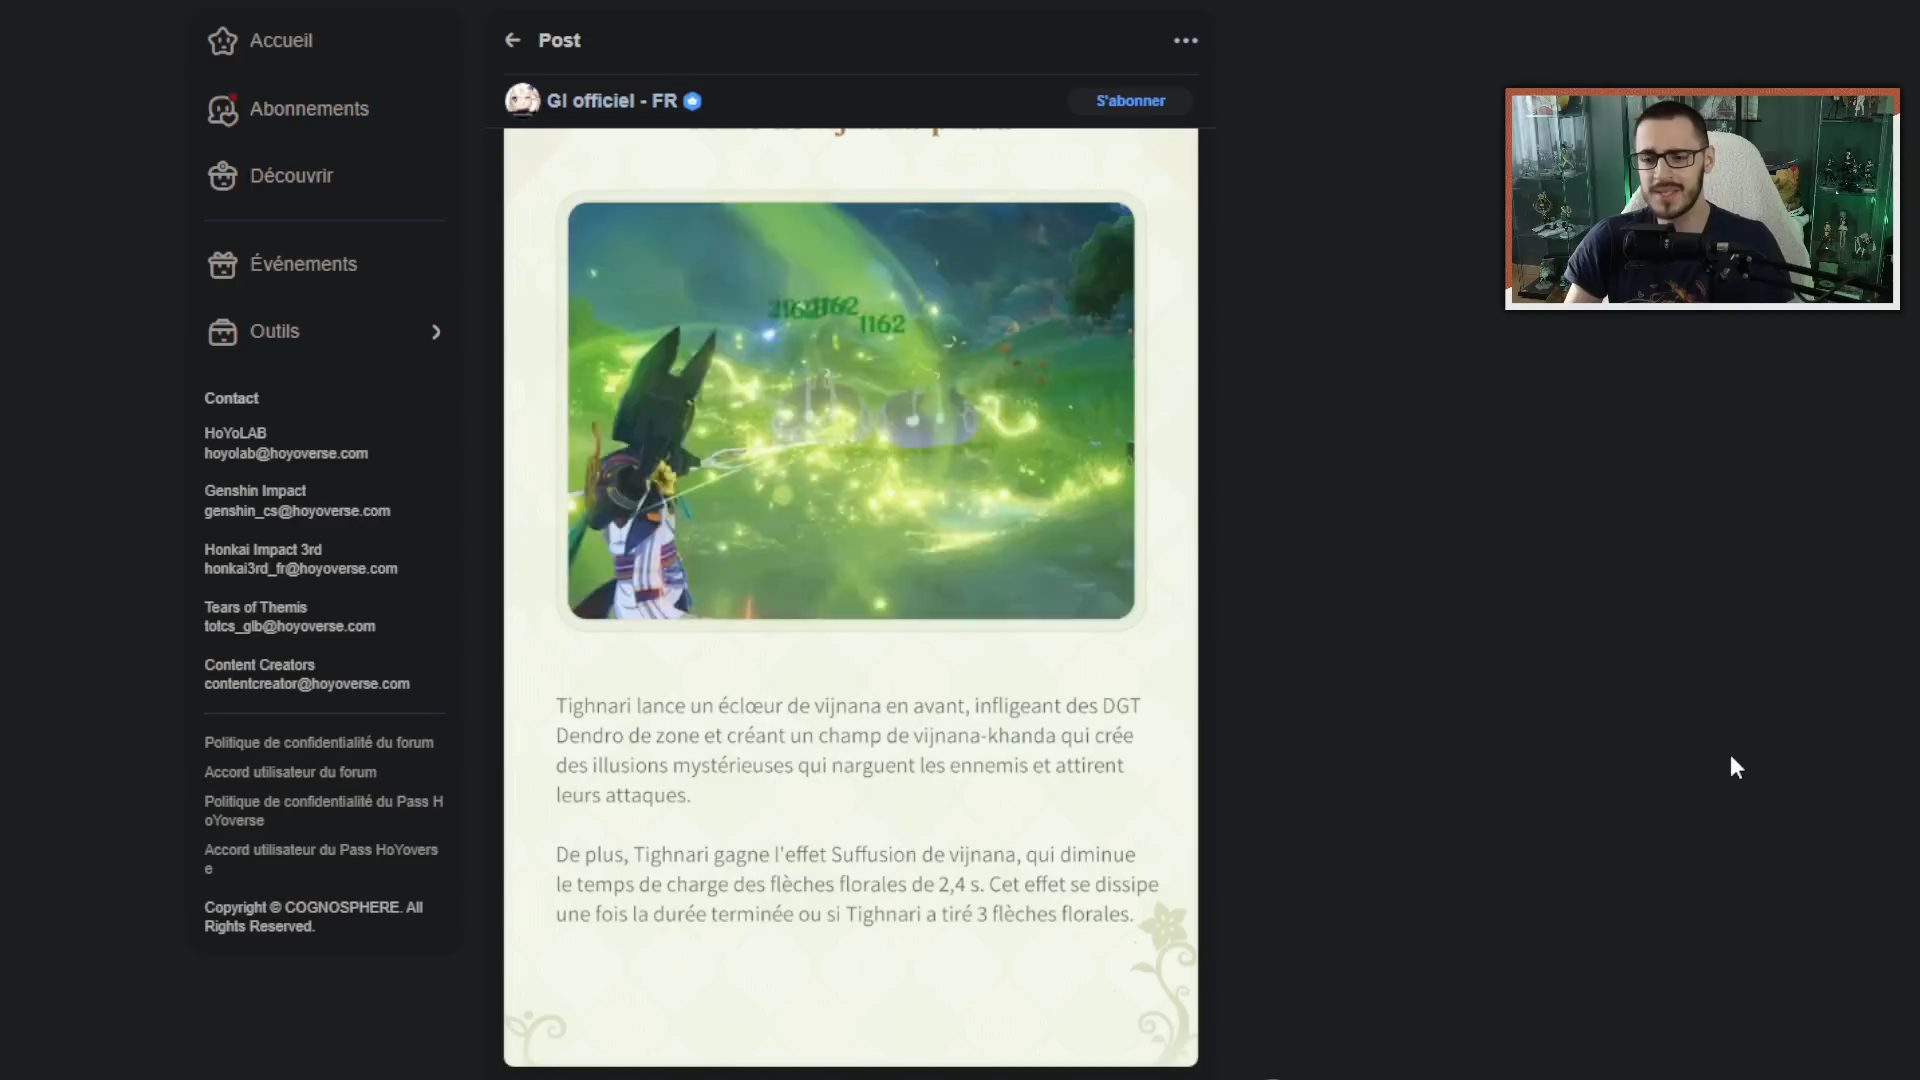 Accueil
Abonnements
Découvrir
Événements
Outils
Contact
HoYoLAB
hoyolab@hoyoverse.com
Genshin Impact
genshin_cs@hoyoverse.com
Honkai Impact 3rd
honkai3rd_fr@hoyoverse.com
Tears of Themis
totcs_glb@hoyoverse.com
Content Creators
contentcreator@hoyoverse.com
Politique de confidentialité du forum
Accord utilisateur du forum
Politique de confidentialité du Pass H
oYoverse
Accord utilisateur du Pass HoYovers
e
Copyright © COGNOSPHERE. All
Rights Reserved.
Post
GI officiel - FR
S'abonner
1162
1162
Tighnari lance un éclœur de vijnana en avant, infligeant des DGT
Dendro de zone et créant un champ de vijnana-khanda qui crée
des illusions mystérieuses qui narguent les ennemis et attirent
leurs attaques.
De plus, Tighnari gagne l'effet Suffusion de vijnana, qui diminue
le temps de charge des flèches florales de 2,4 s. Cet effet se dissipe
une fois la durée terminée ou si Tighnari a tiré 3 flèches florales.